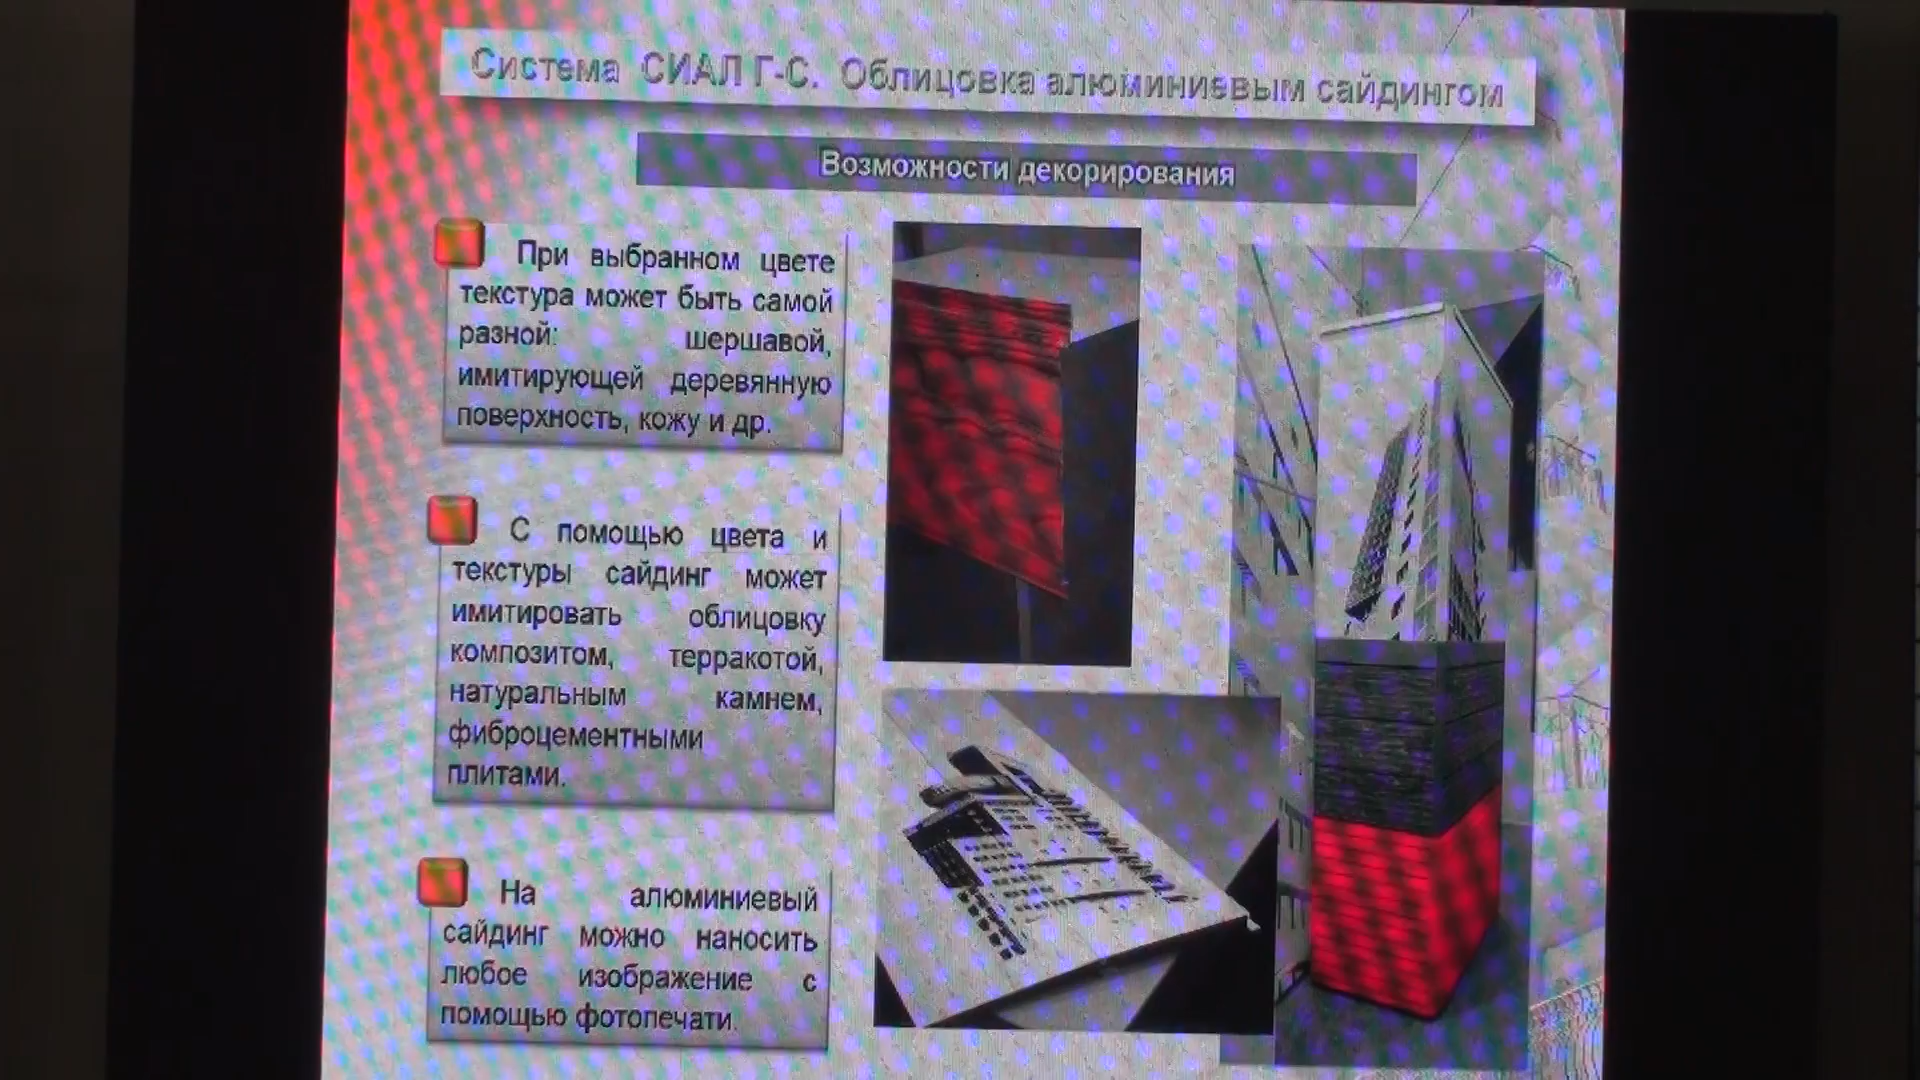 Система СИАЛ Г-С. Облицовка алюминиевым сайдингом
Возможности декорирования
При выбранном цвете
текстура может быть самой
разной: шершавой,
имитирующей деревянную
поверхность, кожу и др.
С помощью цвета и
текстуры сайдинг может
имитировать облицовку
композитом, терракотой,
натуральным камнем,
фиброцементными
плитами.
На алюминиевый
сайдинг можно наносить
любое изображение с
помощью фотопечати.